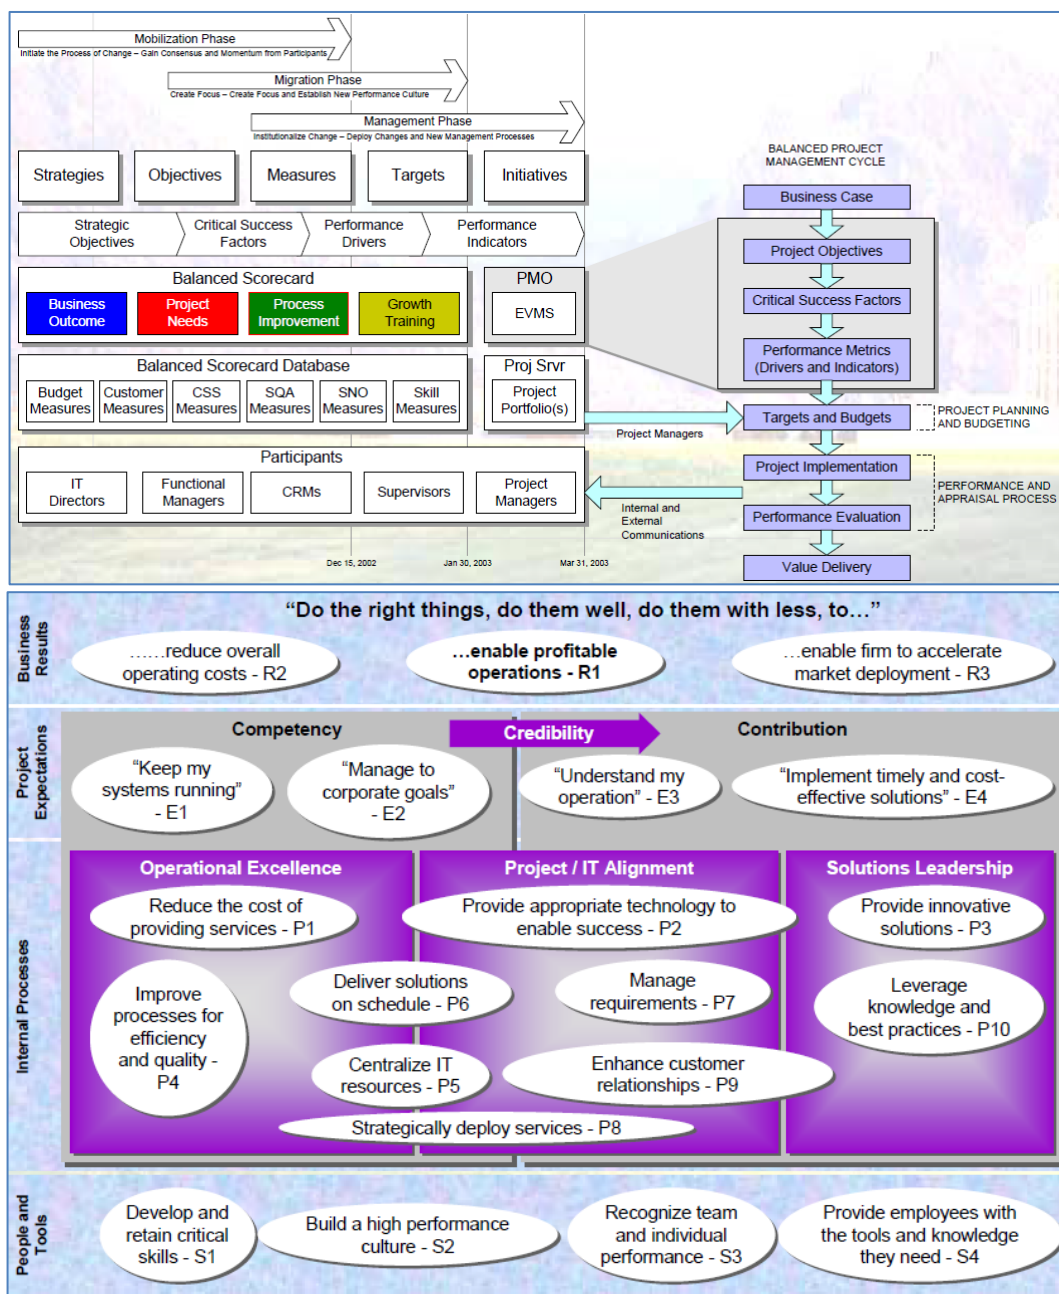 Mobilization Phase
Initiate the Process of Change – Gain Consensus and Momentum from Participants
Migration Phase
Create Focus – Create Focus and Establish New Performance Culture
Management Phase
Institutionalize Change – Deploy Changes and New Management Processes
Strategies
Objectives
Measures
Targets
Initiatives
Strategic
Objectives
Critical Success
Factors
Performance
Drivers
Performance
Indicators
Balanced Scorecard
Business
Outcome
Project
Needs
Process
Improvement
Growth
Training
PMO
EVMS
Balanced Scorecard Database
Budget
Measures
Customer
Measures
CSS
Measures
SQA
Measures
SNO
Measures
Skill
Measures
Proj Srvr
Project
Portfolio(s)
Participants
IT
Directors
Functional
Managers
CRMs
Supervisors
Project
Managers
Dec 15, 2002
Jan 30, 2003
Mar 31, 2003
BALANCED PROJECT
MANAGEMENT CYCLE
Business Case
Project Objectives
Critical Success Factors
Performance Metrics
(Drivers and Indicators)
Targets and Budgets
Project Implementation
Performance Evaluation
Value Delivery
Project Managers
Internal and
External
Communications
PROJECT PLANNING
AND BUDGETING
PERFORMANCE AND
APPRAISAL PROCESS
Business
Results
“Do the right things, do them well, do them with less, to…”
……reduce overall
operating costs - R2
…enable profitable
operations - R1
…enable firm to accelerate
market deployment - R3
Project
Expectations
Competency
Credibility
Contribution
“Keep my
systems running”
- E1
“Manage to
corporate goals”
- E2
“Understand my
operation” - E3
“Implement timely and cost-
effective solutions” - E4
Internal Processes
Operational Excellence
Project / IT Alignment
Solutions Leadership
Reduce the cost of
providing services - P1
Provide appropriate technology to
enable success - P2
Provide innovative
solutions - P3
Improve
processes for
efficiency
and quality -
P4
Deliver solutions
on schedule - P6
Manage
requirements - P7
Leverage
knowledge and
best practices - P10
Centralize IT
resources - P5
Enhance customer
relationships - P9
Strategically deploy services - P8
People and
Tools
Develop and
retain critical
skills - S1
Build a high performance
culture - S2
Recognize team
and individual
performance - S3
Provide employees with
the tools and knowledge
they need - S4